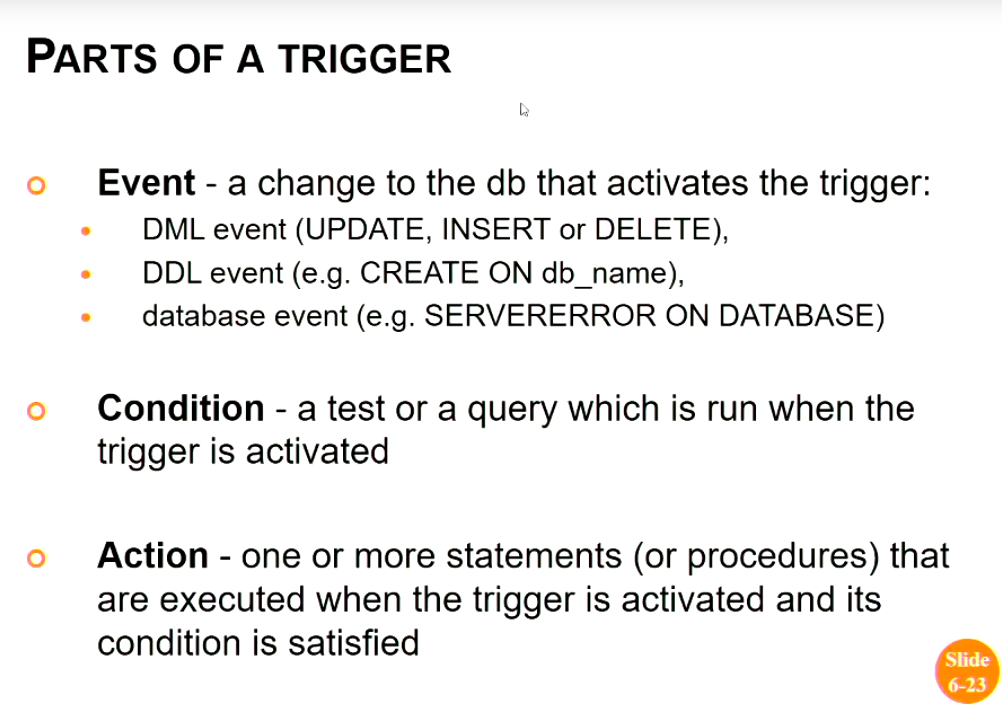 PARTS OF A TRIGGER
Event - a change to the db that activates the trigger:
DML event (UPDATE, INSERT or DELETE),
DDL event (e.g. CREATE ON db_name),
database event (e.g. SERVERERROR ON DATABASE)
Condition - a test or a query which is run when the
trigger is activated
Action - one or more statements (or procedures) that
are executed when the trigger is activated and its
condition is satisfied
Slide
6-23